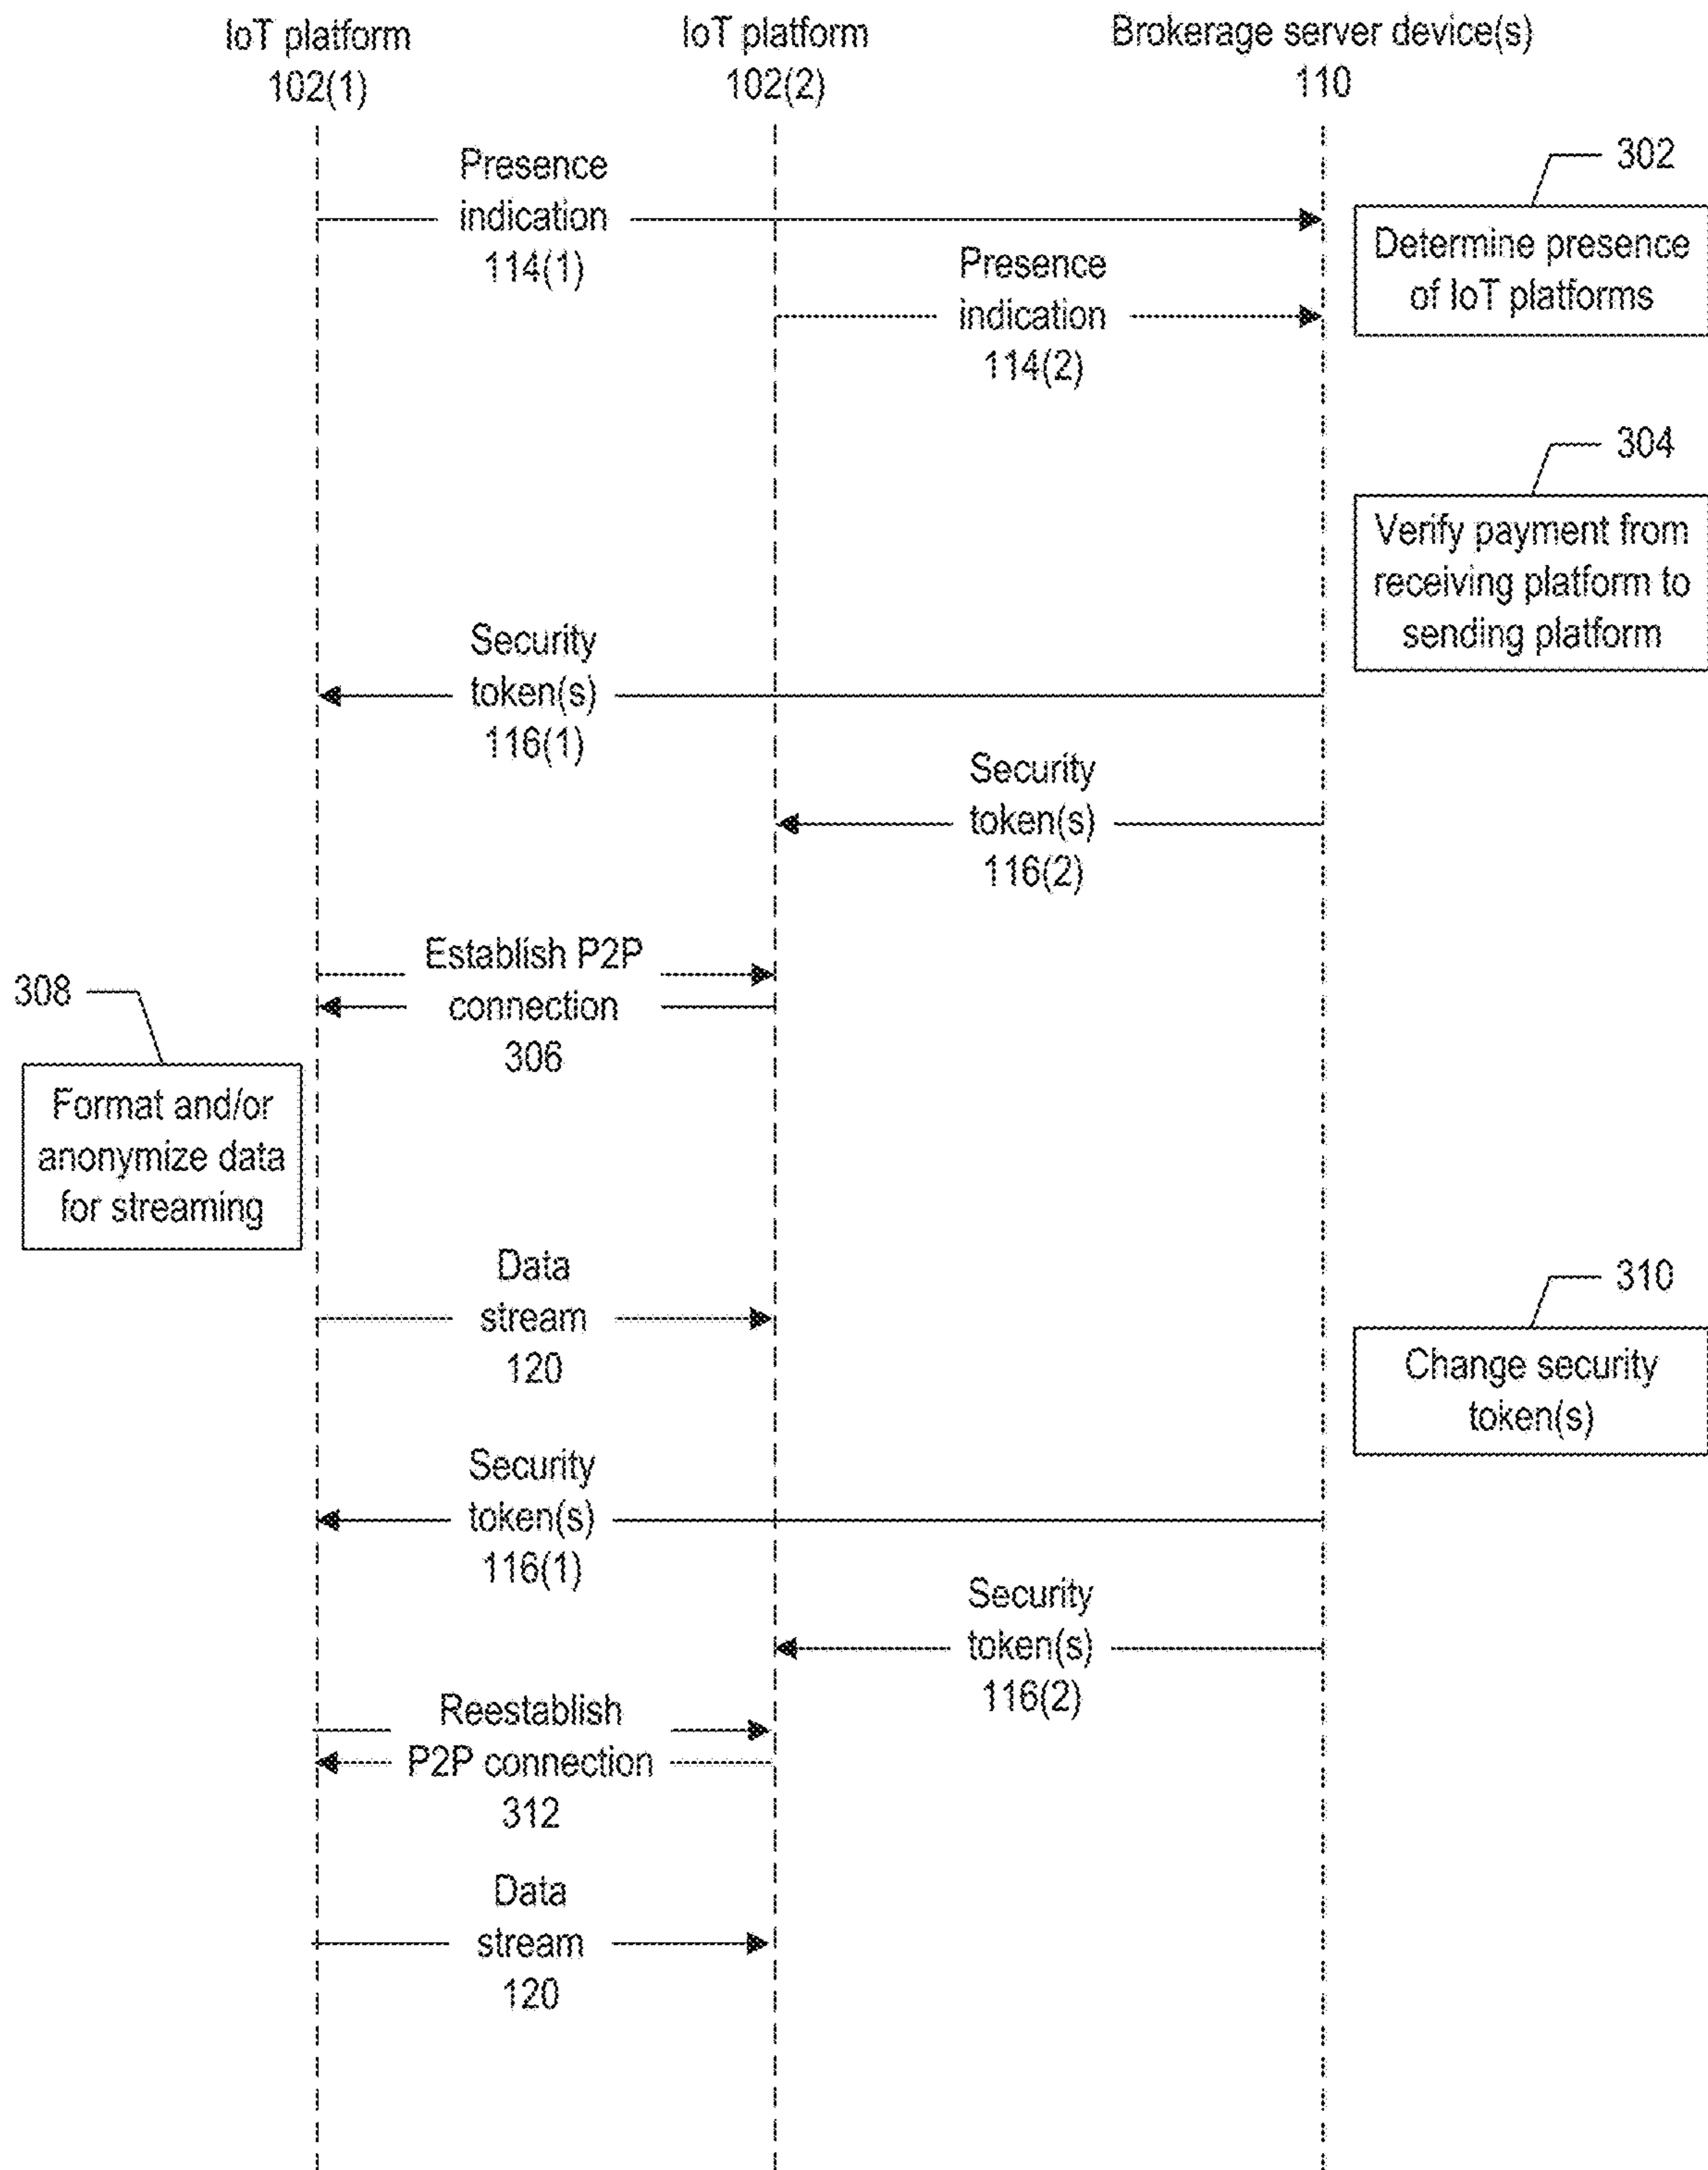 IoT platform
102(1)
IoT platform
102(2)
Brokerage server device(s)
110
Presence
indication
114(1)
302
Determine presence
of IoT platforms
Presence
indication
114(2)
304
Verify payment from
receiving platform to
sending platform
Security
token(s)
116(1)
Security
token(s)
116(2)
Establish P2P
connection
306
308
Format and/or
anonymize data
for streaming
Data
stream
120
310
Change security
token(s)
Security
token(s)
116(1)
Security
token(s)
116(2)
Reestablish
P2P connection
312
Data
stream
120